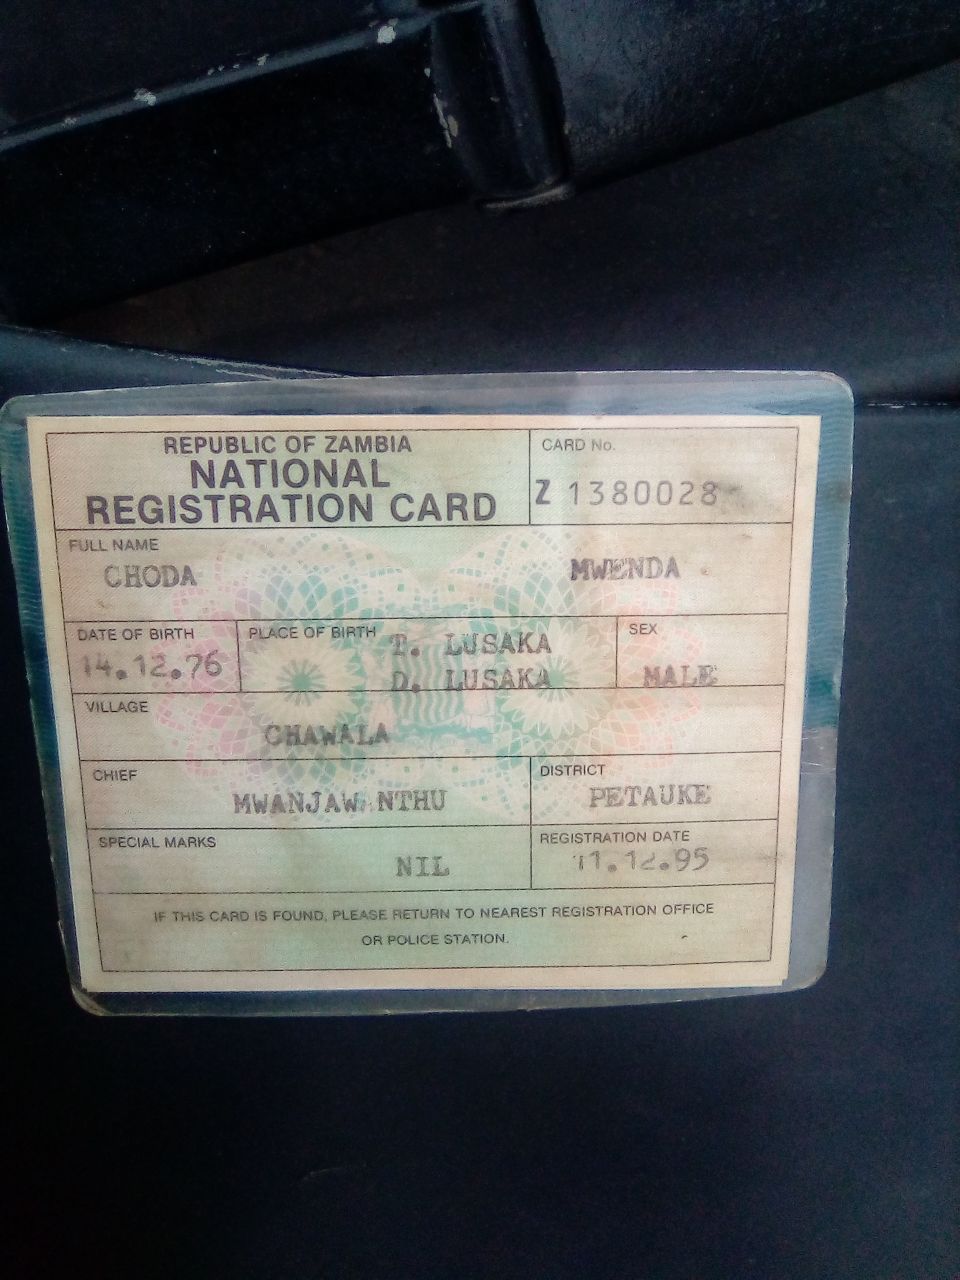 REPUBLIC OF ZAMBIA
NATIONAL
REGISTRATION CARD
CARD No.
Z 1380028
FULL NAME
CHODA MWENDA
DATE OF BIRTH
14.12.76
PLACE OF BIRTH
T. LUSAKA
D. LUSAKA
SEX
MALE
VILLAGE
CHAWALA
CHIEF
MWANJAW NTHU
DISTRICT
PETAUKE
SPECIAL MARKS
NIL
REGISTRATION DATE
11.12.95
IF THIS CARD IS FOUND, PLEASE RETURN TO NEAREST REGISTRATION OFFICE
OR POLICE STATION.